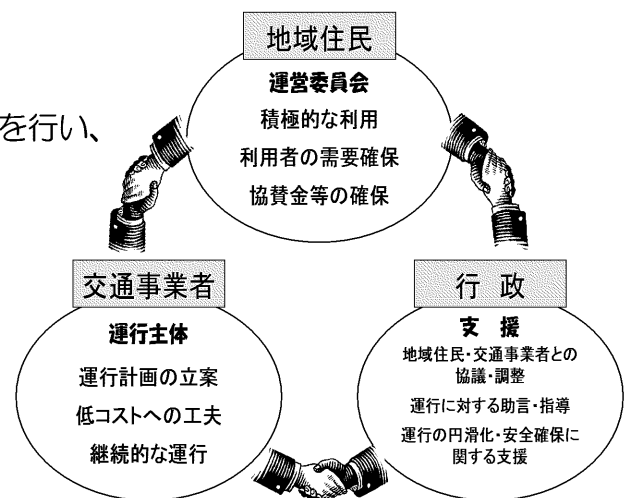 を行い、
地域住民
運営委員会
積極的な利用
利用者の需要確保
協賛金等の確保
交通事業者
運行主体
運行計画の立案
低コストへの工夫
継続的な運行
行 政
支 援
地域住民・交通事業者との
協議・調整
運行に対する助言・指導
運行の円滑化・安全確保に
関する支援